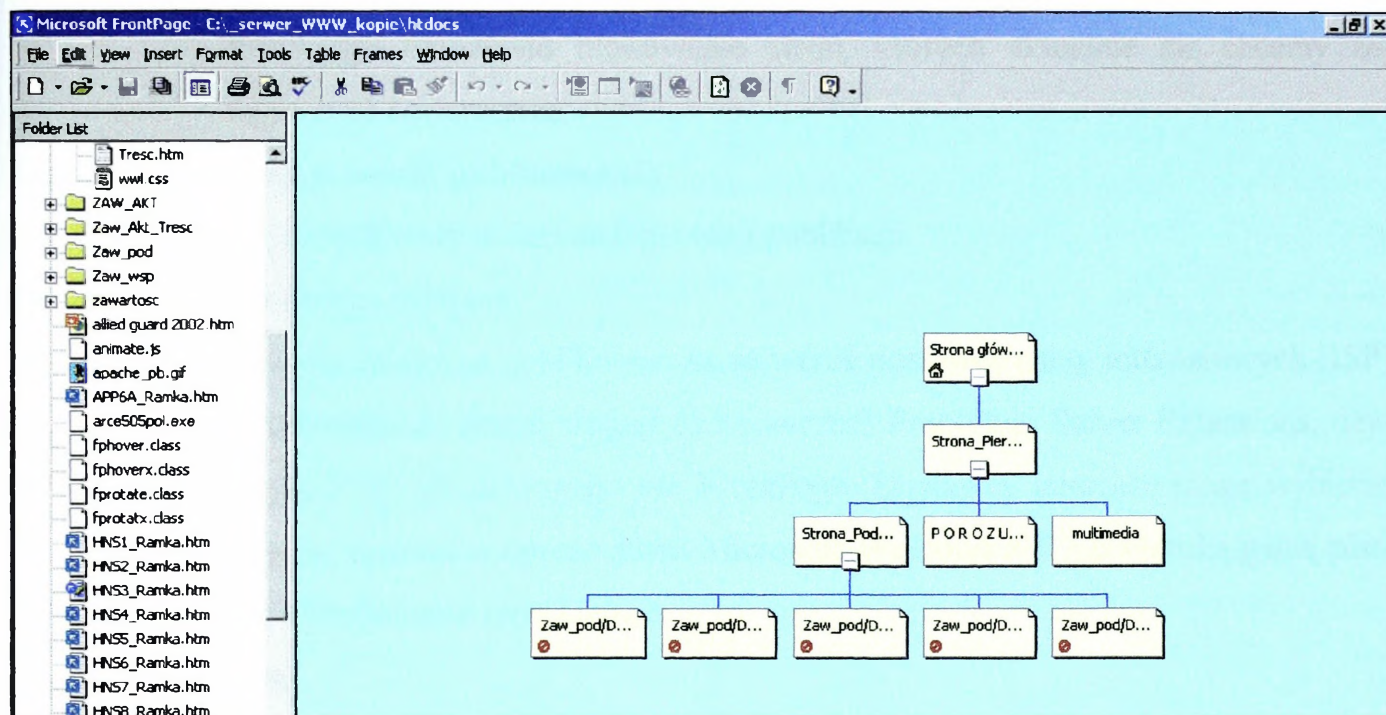 Microsoft FrontPage - C:\_serwer_WWW_kopie\htdocs
File Edit View Insert Format Tools Table Frames Window Help
Folder List
Tresc.htm
wwl.css
ZAW_AKT
Zaw_Akt_Tresc
Zaw_pod
Zaw_wsp
zawartosc
allied guard 2002.htm
animate.js
apache_pb.gif
APP6A_Ramka.htm
arce505pol.exe
fphover.class
fphoverx.class
fprotate.class
fprotatx.class
HNS1_Ramka.htm
HNS2_Ramka.htm
HNS3_Ramka.htm
HNS4_Ramka.htm
HNS5_Ramka.htm
HNS6_Ramka.htm
HNS7_Ramka.htm
HNS8_Ramka.htm
Strona głów...
Strona_Pier...
Strona_Pod...
P O R O Z U...
multimedia
Zaw_pod/D...
Zaw_pod/D...
Zaw_pod/D...
Zaw_pod/D...
Zaw_pod/D...